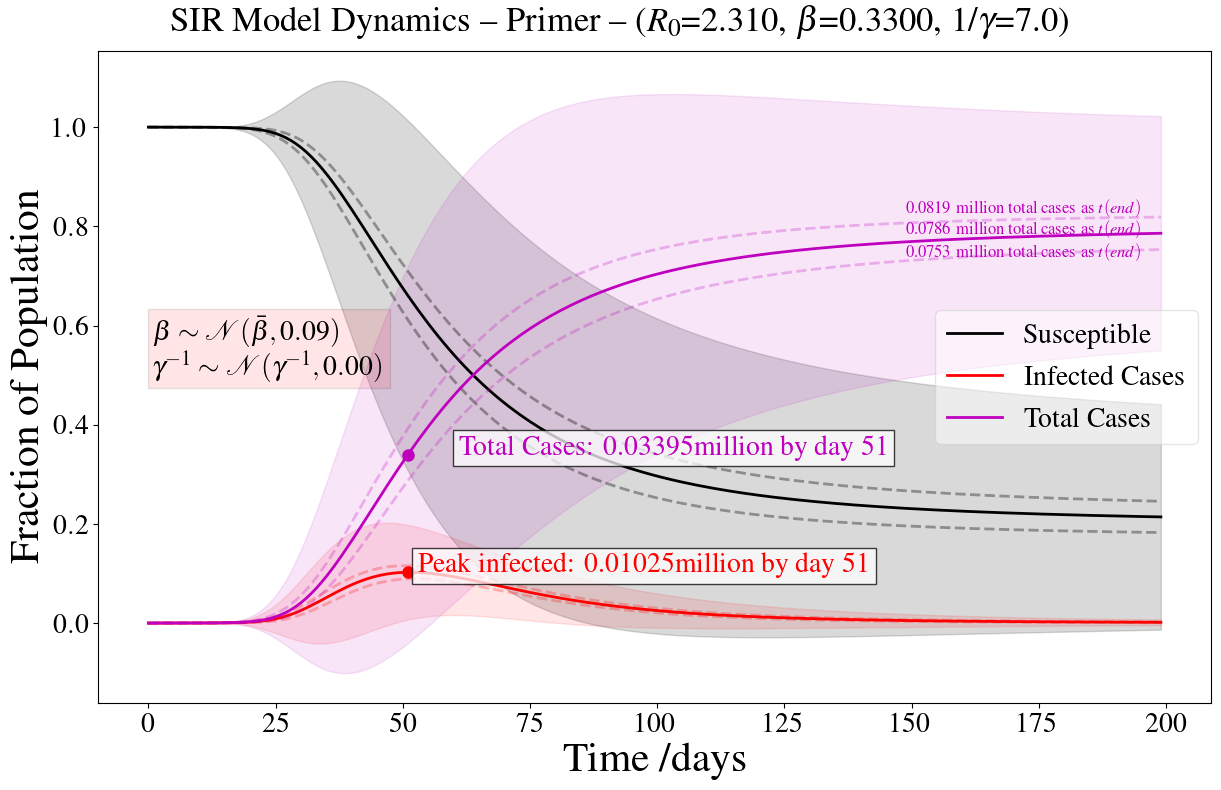 SIR Model Dynamics – Primer – (R₀=2.310, β=0.3300, 1/γ=7.0)
Fraction of Population
1.0
0.8
0.6
0.4
0.2
0.0
0.0819 million total cases as t(end)
0.0786 million total cases as t(end)
0.0753 million total cases as t(end)
β ∼ 𝒩(β̄, 0.09)
γ⁻¹ ∼ 𝒩(γ⁻¹, 0.00)
Susceptible
Infected Cases
Total Cases
Total Cases: 0.03395million by day 51
Peak infected: 0.01025million by day 51
0 25 50 75 100 125 150 175 200
Time /days